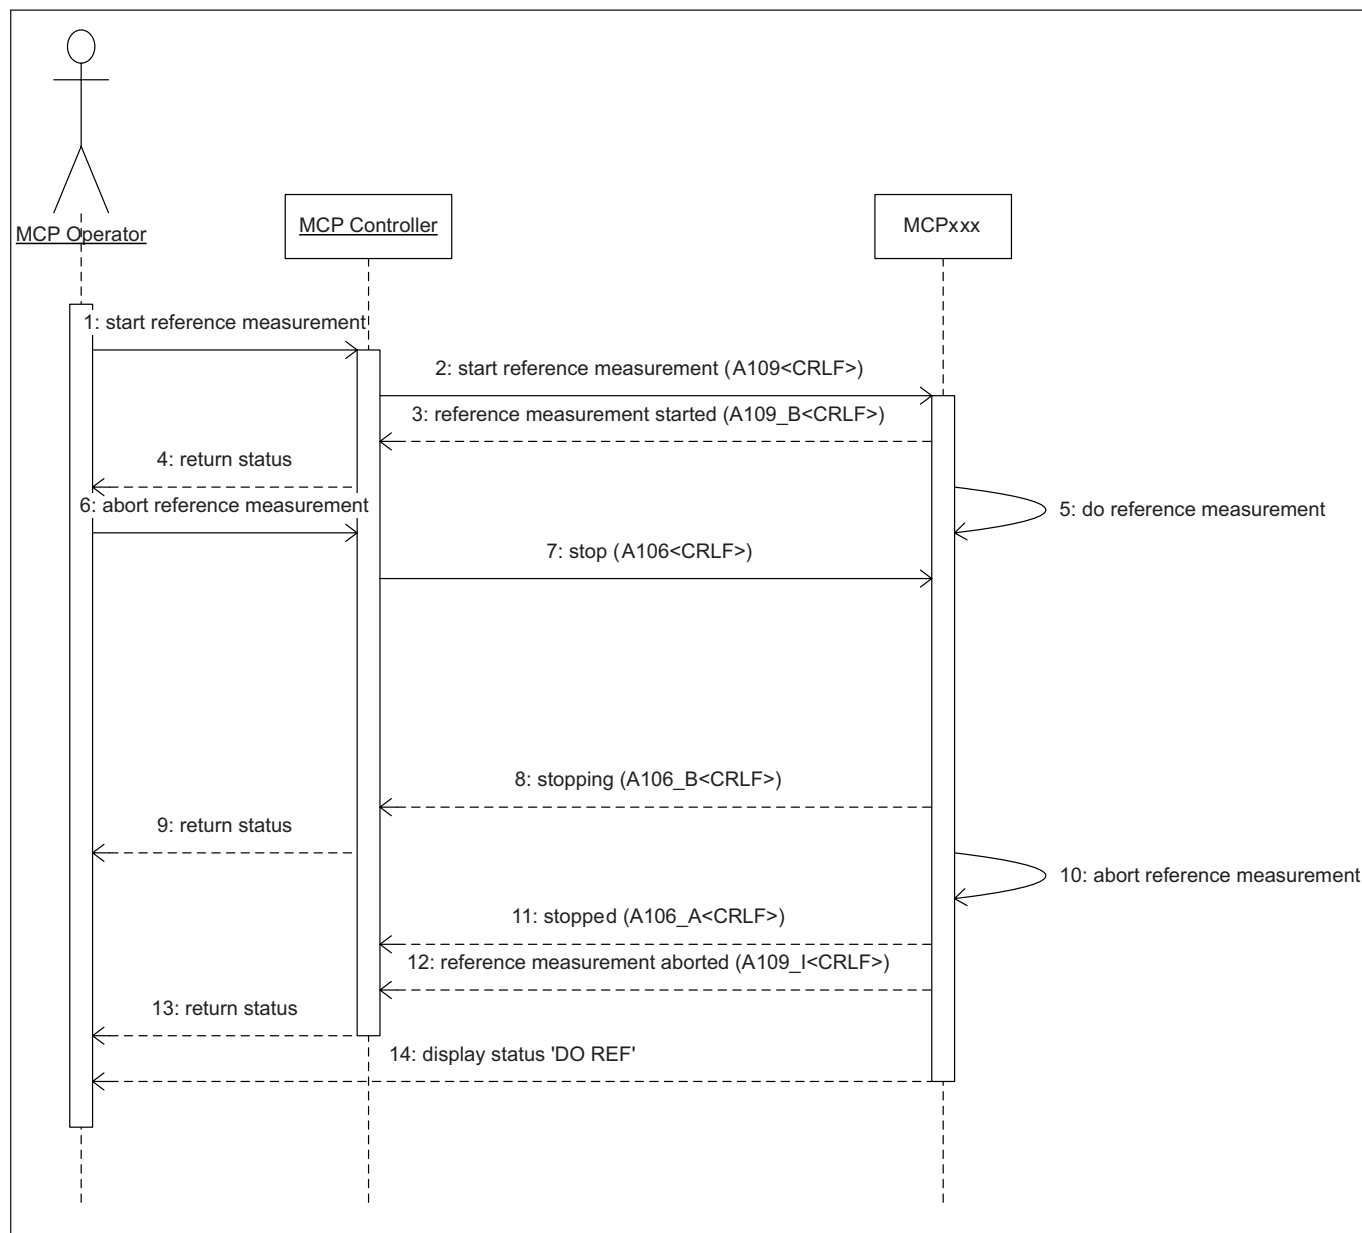 MCP Operator
MCP Controller
MCPxxx
1: start reference measurement
2: start reference measurement (A109<CRLF>)
3: reference measurement started (A109_B<CRLF>)
4: return status
5: do reference measurement
6: abort reference measurement
7: stop (A106<CRLF>)
8: stopping (A106_B<CRLF>)
9: return status
10: abort reference measurement
11: stopped (A106_A<CRLF>)
12: reference measurement aborted (A109_I<CRLF>)
13: return status
14: display status 'DO REF'